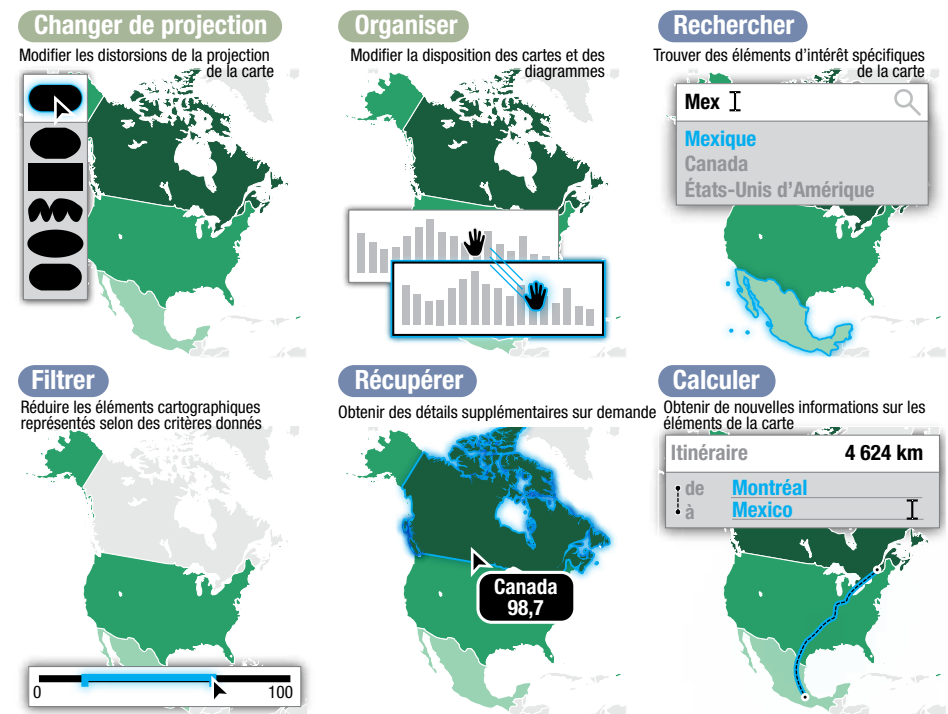 Changer de projection
Modifier les distorsions de la projection
de la carte
Organiser
Modifier la disposition des cartes et des
diagrammes
Rechercher
Trouver des éléments d'intérêt spécifiques
de la carte
Mex
Mexique
Canada
États-Unis d'Amérique
Filtrer
Réduire les éléments cartographiques
représentés selon des critères donnés
0 100
Récupérer
Obtenir des détails supplémentaires sur demande
Canada
98,7
Calculer
Obtenir de nouvelles informations sur les
éléments de la carte
Itinéraire 4 624 km
de Montréal
à Mexico